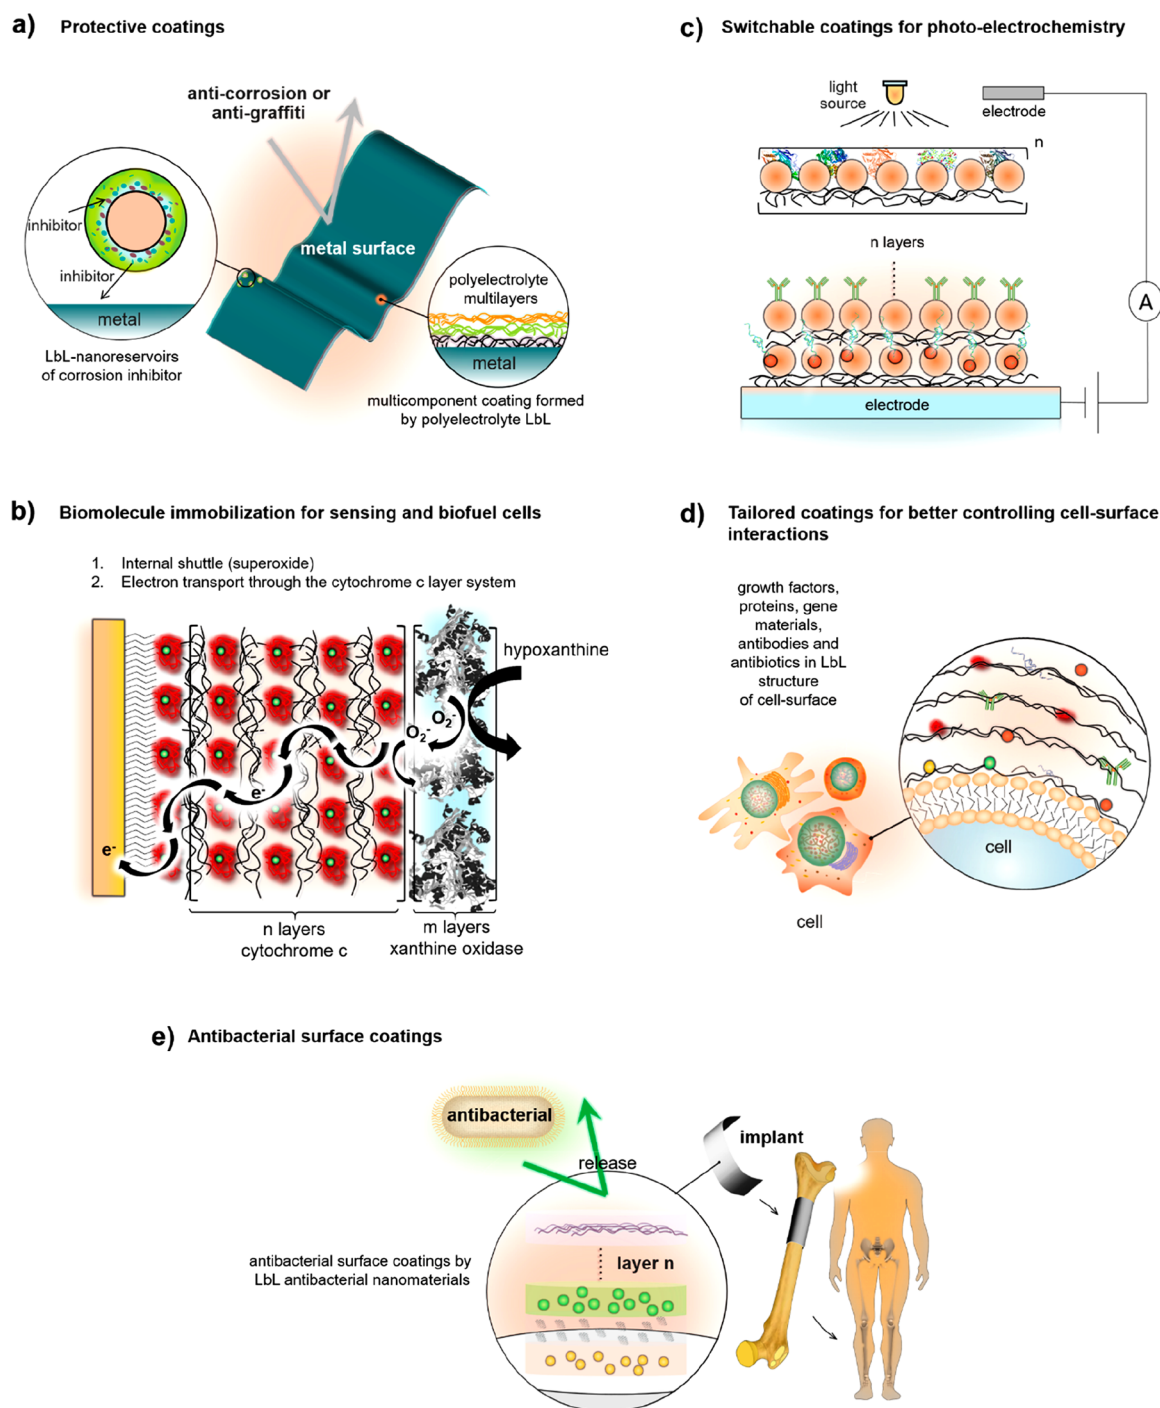 a) Protective coatings
anti-corrosion or
anti-graffiti
inhibitor
inhibitor
metal
metal surface
polyelectrolyte
multilayers
metal
LbL-nanoreservoirs
of corrosion inhibitor
multicomponent coating formed
by polyelectrolyte LbL
c) Switchable coatings for photo-electrochemistry
light
source
electrode
n
n layers
A
electrode
b) Biomolecule immobilization for sensing and biofuel cells
1. Internal shuttle (superoxide)
2. Electron transport through the cytochrome c layer system
hypoxanthine
O2-
O2-
e-
e-
n layers
cytochrome c
m layers
xanthine oxidase
d) Tailored coatings for better controlling cell-surface
interactions
growth factors,
proteins, gene
materials,
antibodies and
antibiotics in LbL
structure
of cell-surface
cell
cell
e) Antibacterial surface coatings
antibacterial
release
implant
layer n
antibacterial surface coatings by
LbL antibacterial nanomaterials